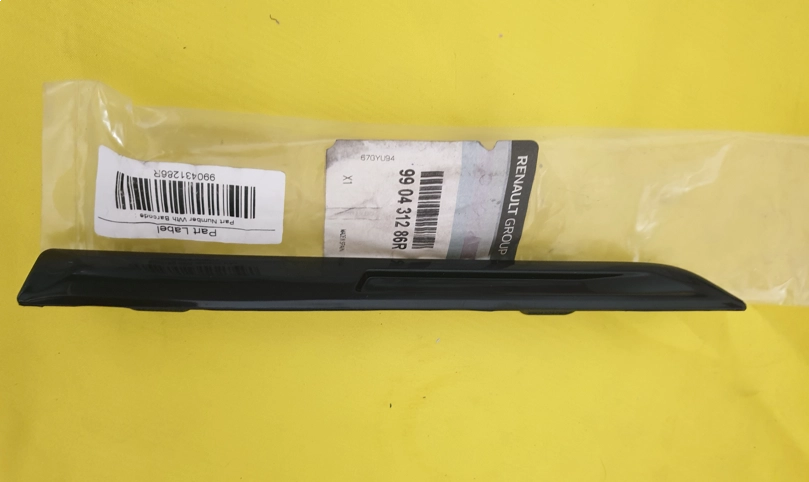 Part Label
Part Number With Barcode
990431286R
670YU94
X1
99 04 312 86R
RENAULT GROUP